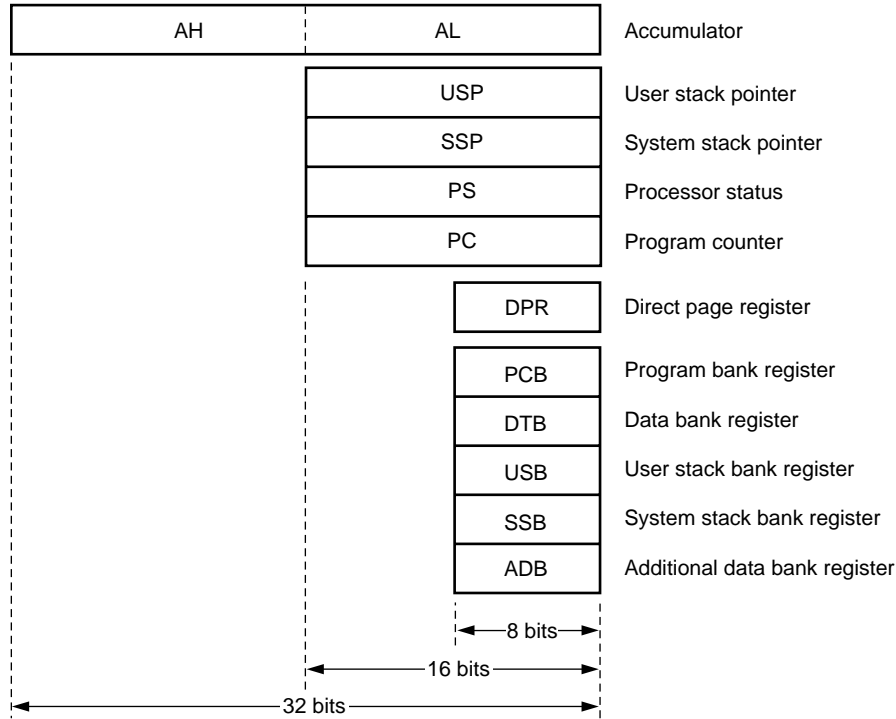 AH AL Accumulator
USP User stack pointer
SSP System stack pointer
PS Processor status
PC Program counter
DPR Direct page register
PCB Program bank register
DTB Data bank register
USB User stack bank register
SSB System stack bank register
ADB Additional data bank register
8 bits
16 bits
32 bits